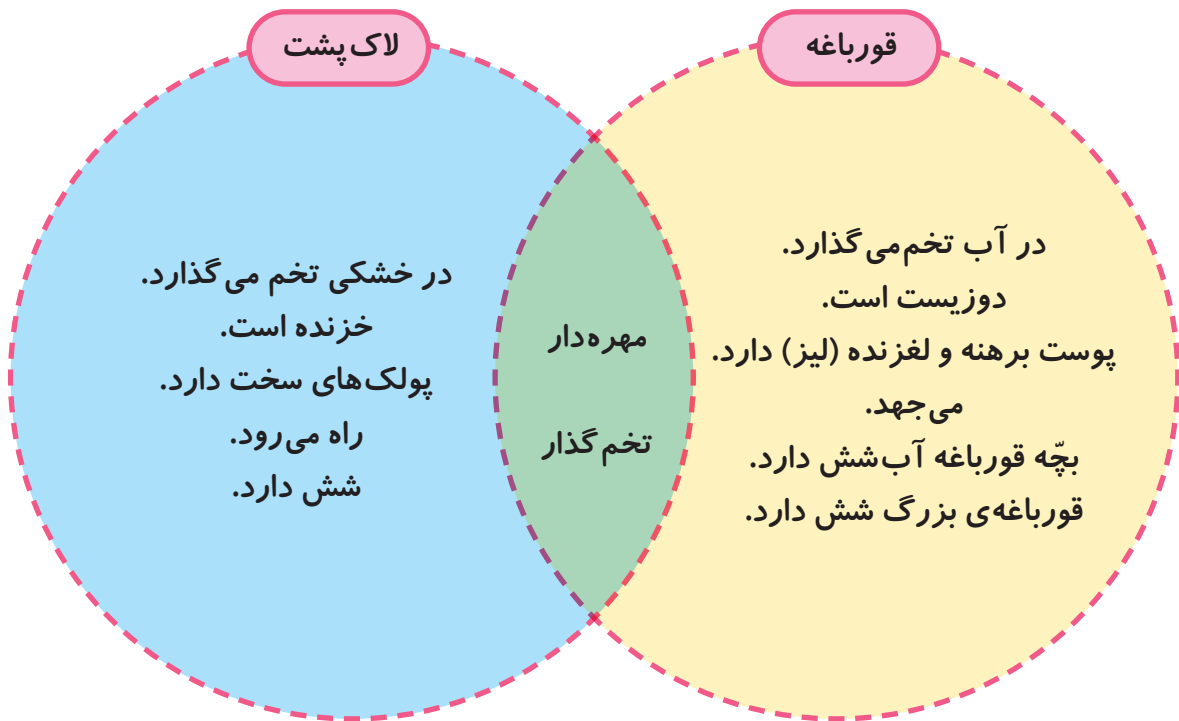 قورباغه
در آب تخم‌می‌گذارد.
دوزیست است.
پوست برهنه و لغزنده (لیز) دارد.
می‌جهد.
بچّه قورباغه آب‌شش دارد.
قورباغه‌ی بزرگ شش دارد.
مهره‌دار
تخم‌گذار
لاک‌پشت
در خشکی تخم می‌گذارد.
خزنده است.
پولک‌های سخت دارد.
راه می‌رود.
شش دارد.